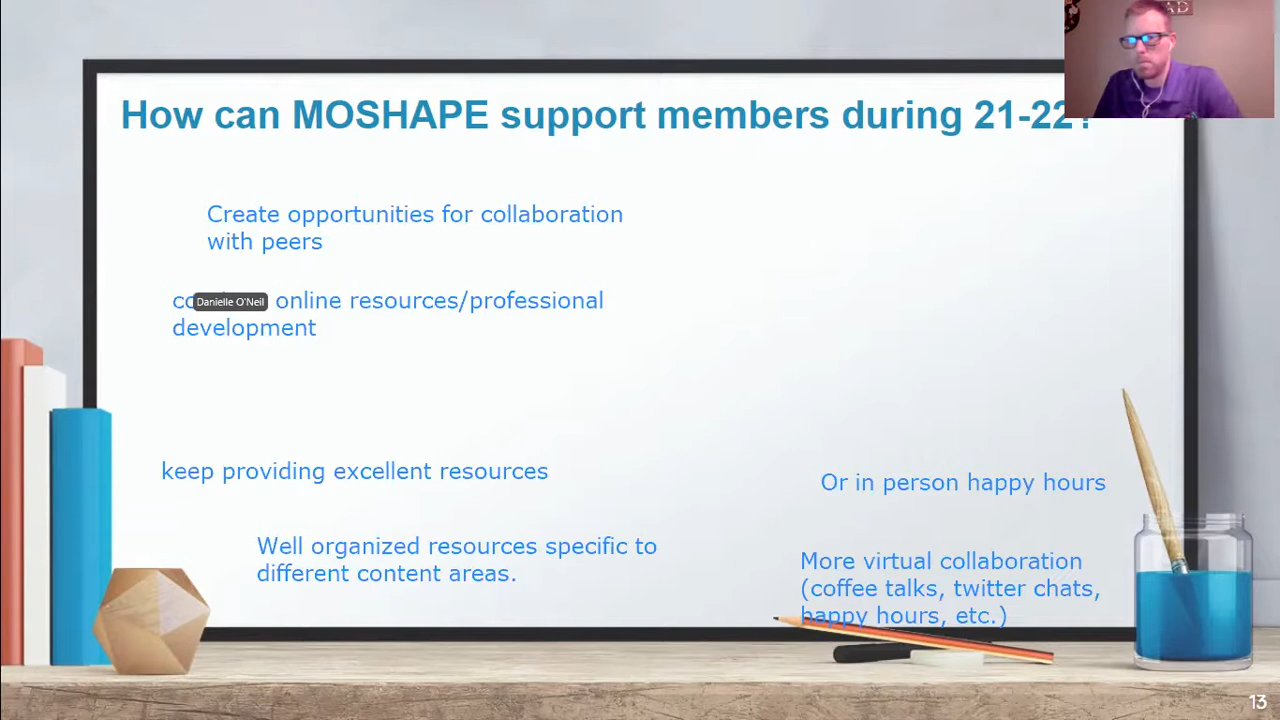 How can MOSHAPE support members during 21-22?
Create opportunities for collaboration
with peers
Danielle O'Neil
online resources/professional
development
keep providing excellent resources
Or in person happy hours
Well organized resources specific to
different content areas.
More virtual collaboration
(coffee talks, twitter chats,
happy hours, etc.)
13